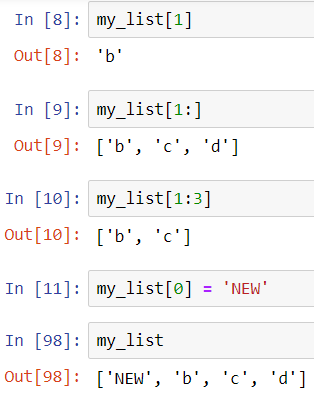 In [8]: my_list[1]
Out[8]: 'b'
In [9]: my_list[1:]
Out[9]: ['b', 'c', 'd']
In [10]: my_list[1:3]
Out[10]: ['b', 'c']
In [11]: my_list[0] = 'NEW'
In [98]: my_list
Out[98]: ['NEW', 'b', 'c', 'd']